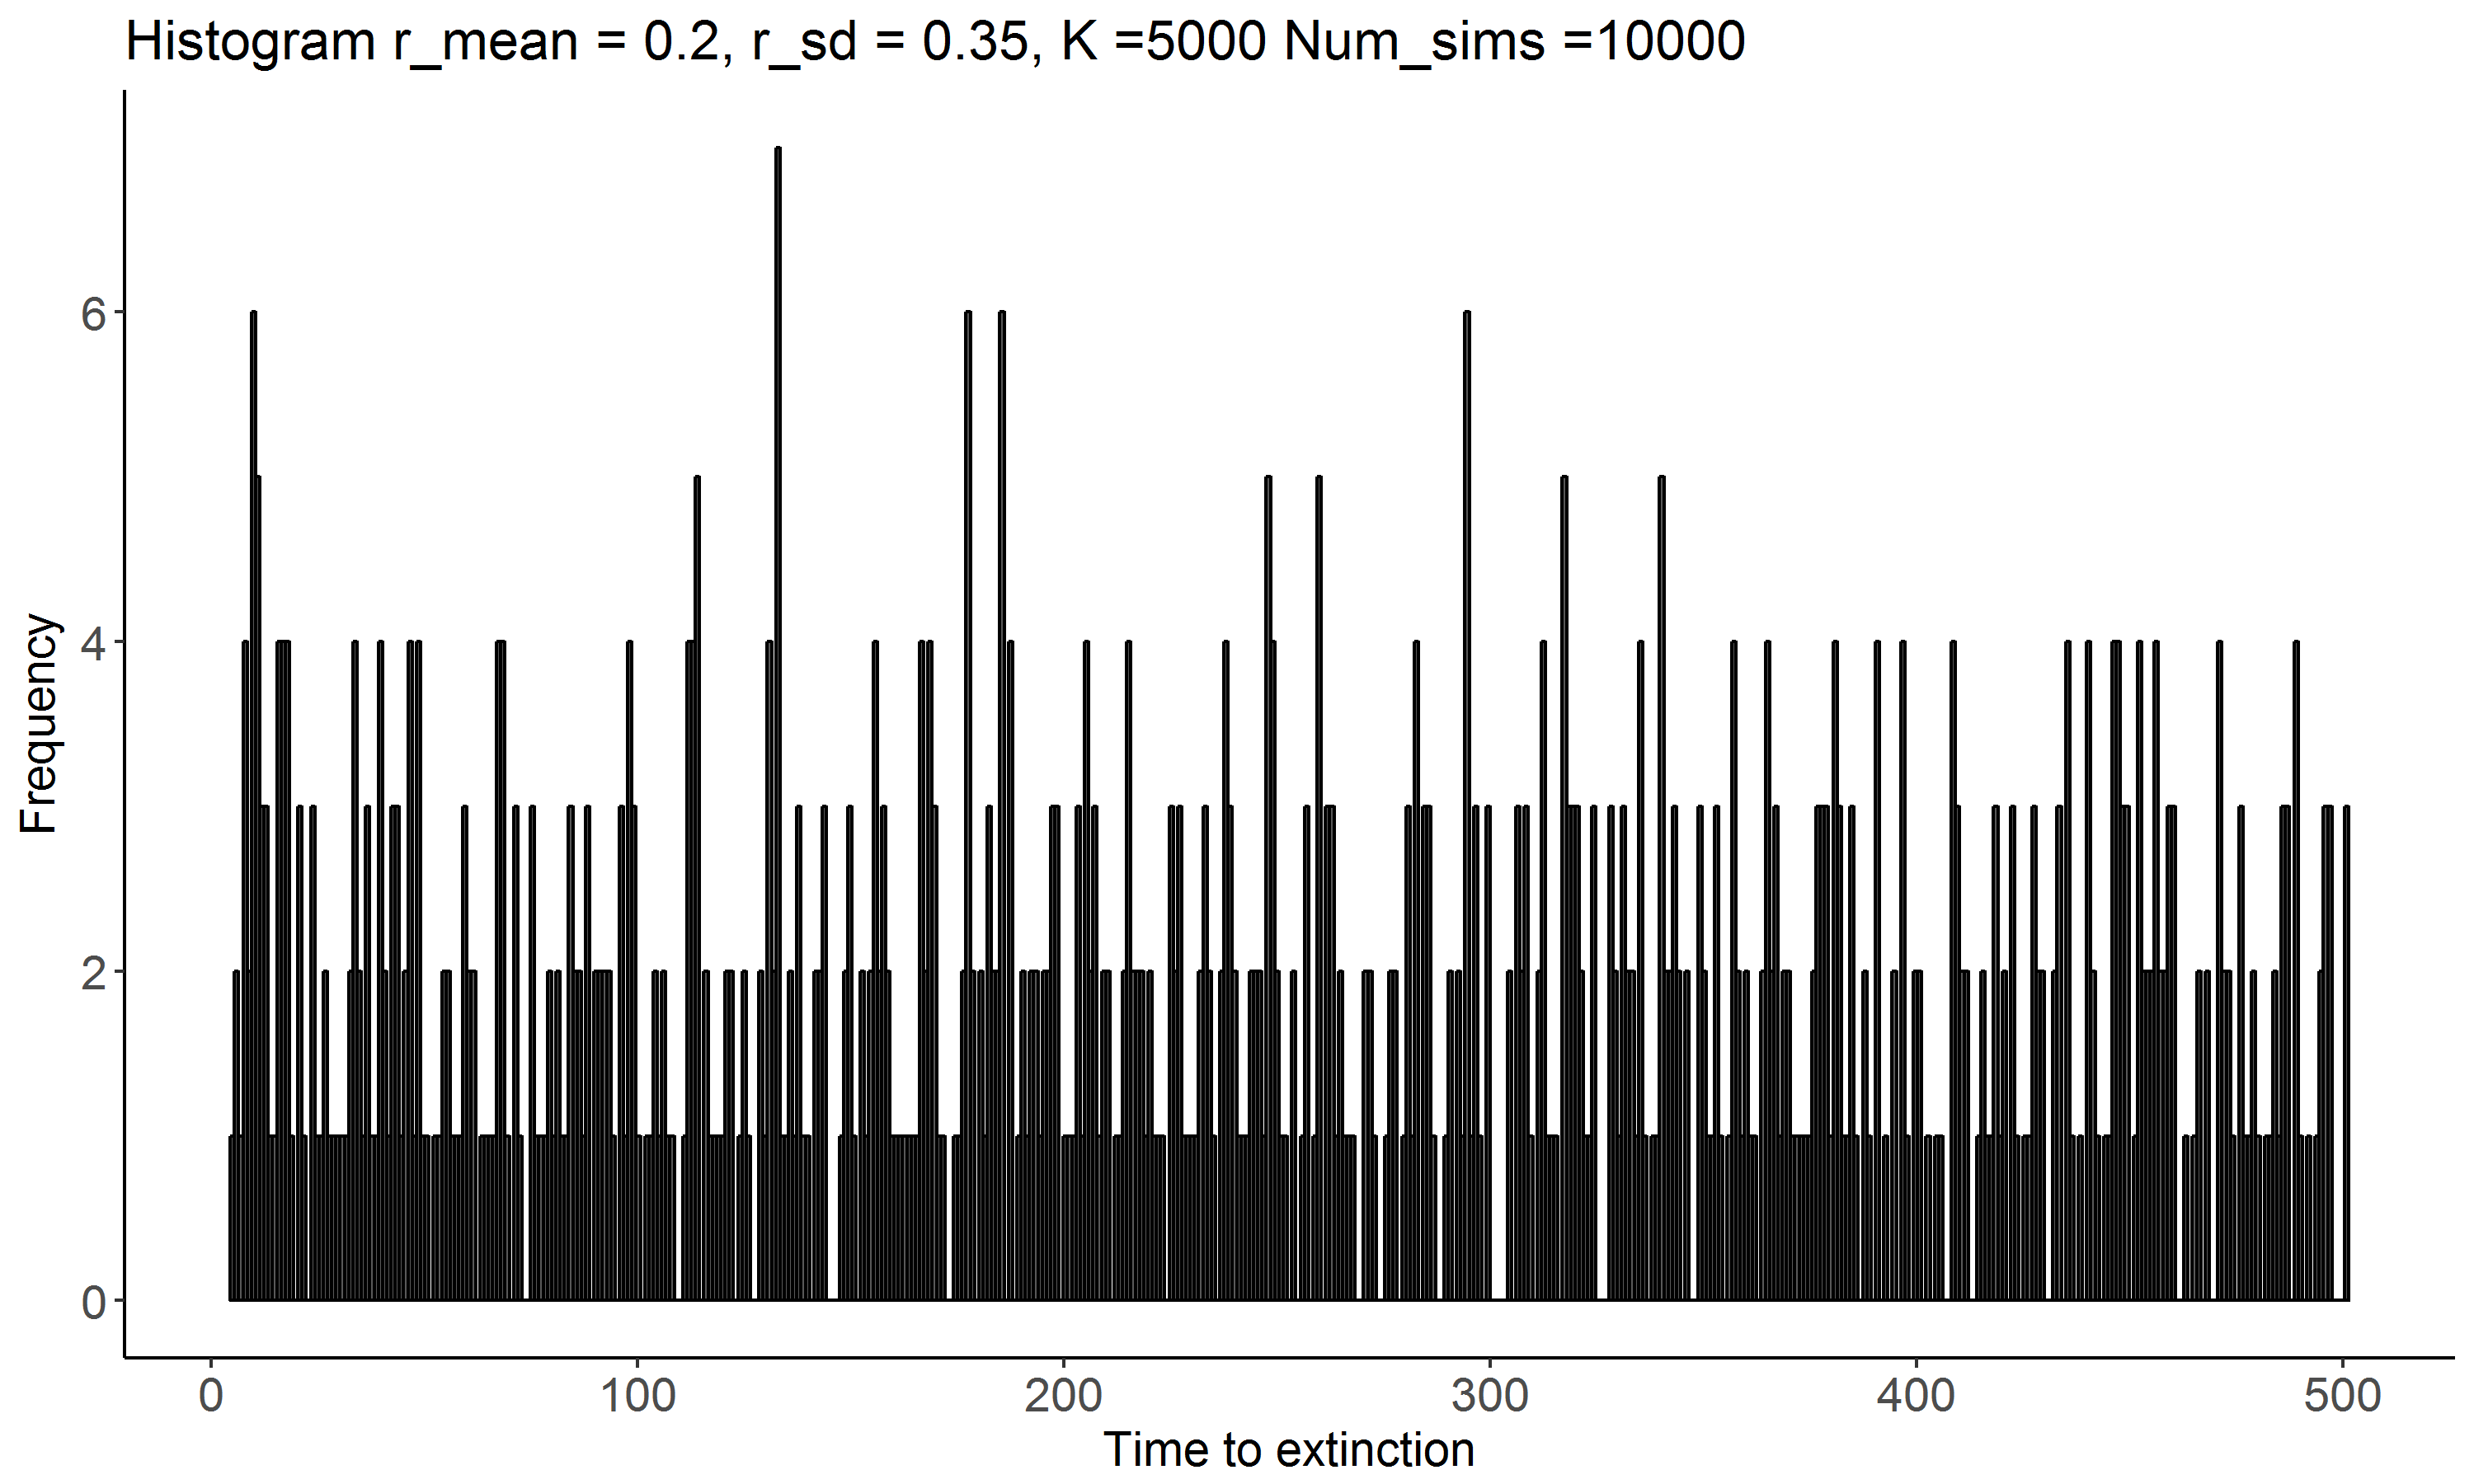 Histogram r_mean = 0.2, r_sd = 0.35, K =5000 Num_sims =10000
Frequency
6
4
2
0
0 100 200 300 400 500
Time to extinction